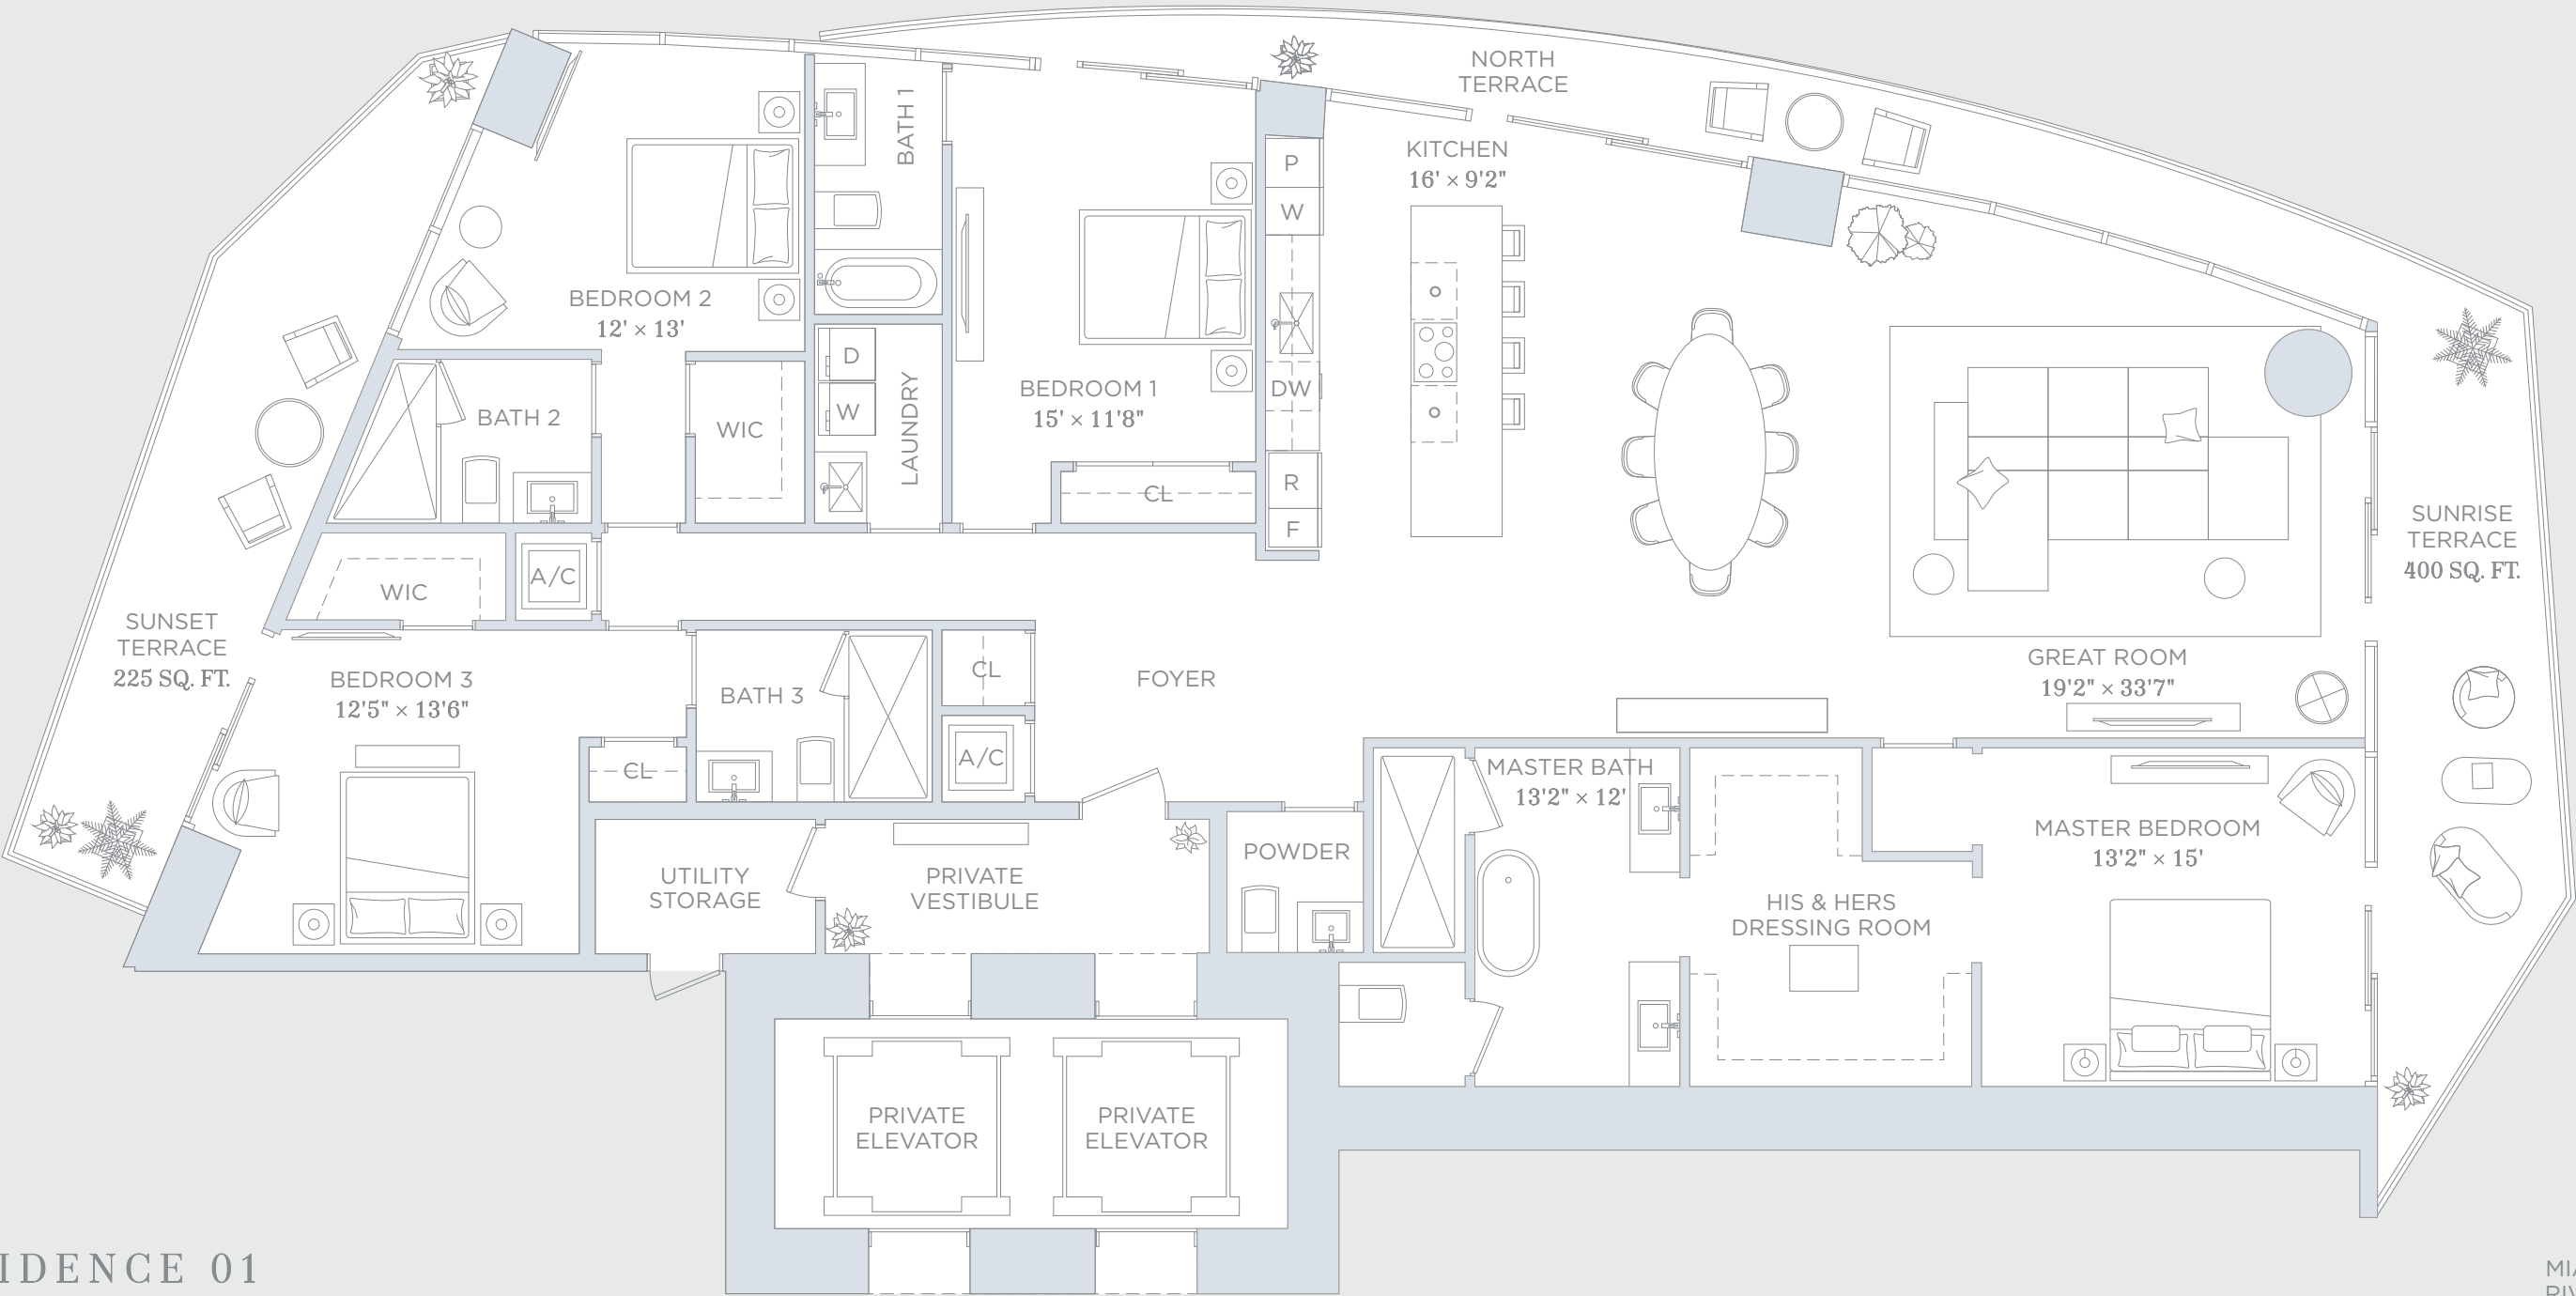 NORTH
TERRACE
BATH 1
KITCHEN
16' × 9'2"
P
W
BEDROOM 2
12' × 13'
D
W
LAUNDRY
BEDROOM 1
15' × 11'8"
DW
BATH 2
WIC
CL
R
F
SUNRISE
TERRACE
400 SQ. FT.
WIC
A/C
SUNSET
TERRACE
225 SQ. FT.
BEDROOM 3
12'5" × 13'6"
BATH 3
CL
FOYER
GREAT ROOM
19'2" × 33'7"
CL
A/C
MASTER BATH
13'2" × 12'
MASTER BEDROOM
13'2" × 15'
POWDER
UTILITY
STORAGE
PRIVATE
VESTIBULE
HIS & HERS
DRESSING ROOM
PRIVATE
ELEVATOR
PRIVATE
ELEVATOR
IDENCE 01